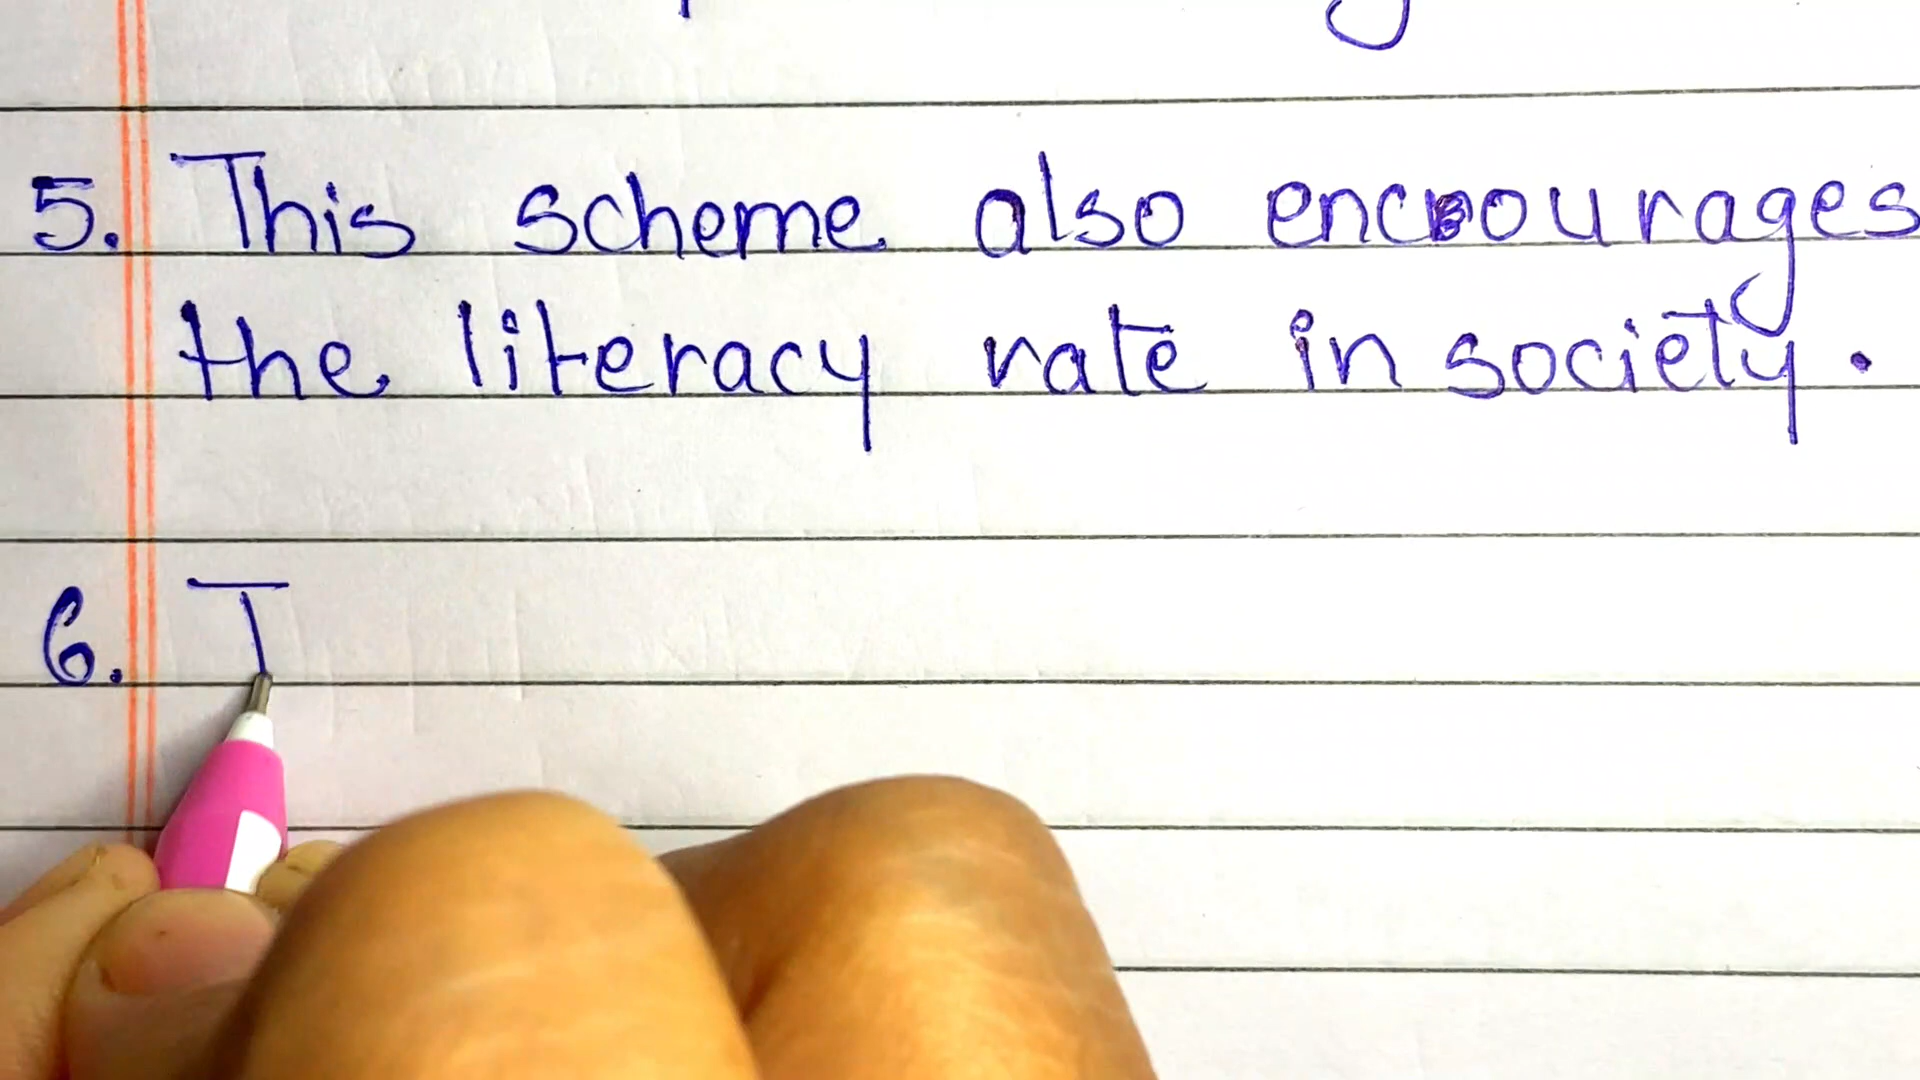 5. This scheme also encourages
the literacy rate in society.
6. T